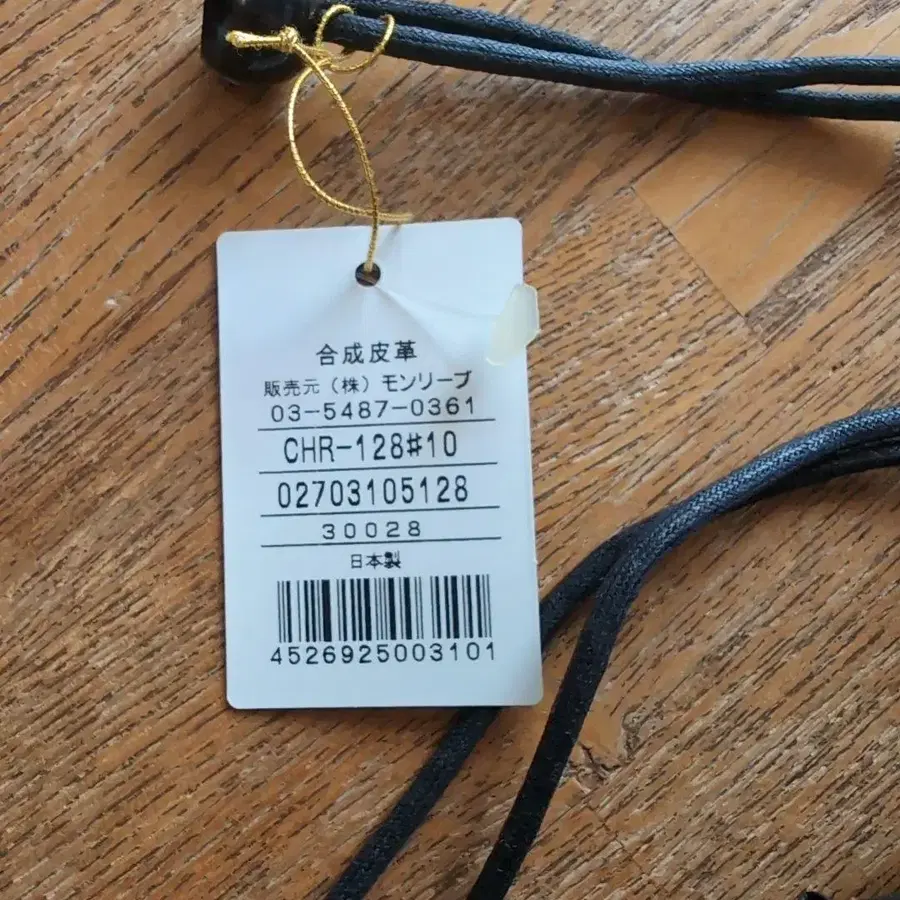 合成皮革
販売元（株）モンリーブ
03-5487-0361
CHR-128#10
02703105128
30028
日本製
4526925003101